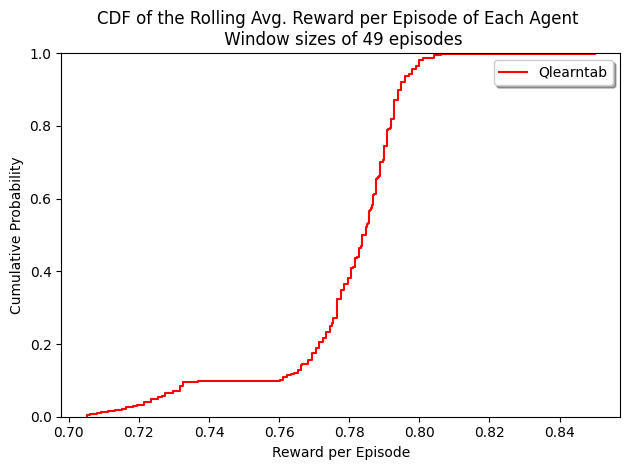 CDF of the Rolling Avg. Reward per Episode of Each Agent
Window sizes of 49 episodes
Qlearntab
Cumulative Probability
1.0
0.8
0.6
0.4
0.2
0.0
0.70 0.72 0.74 0.76 0.78 0.80 0.82 0.84
Reward per Episode